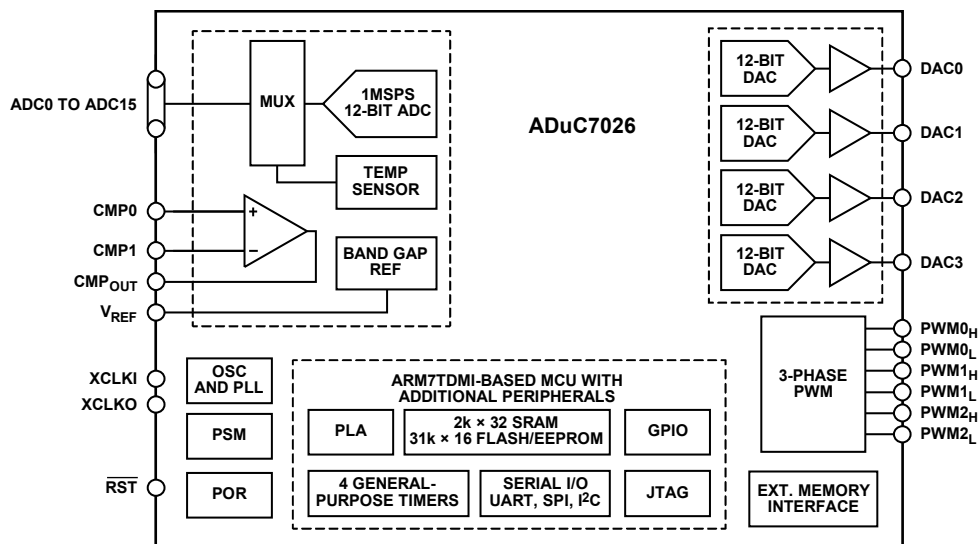 ADuC7026
ADC0 TO ADC15
MUX
1MSPS
12-BIT ADC
TEMP
SENSOR
CMP0
+
CMP1
−
CMPOUT
BAND GAP
REF
VREF
12-BIT
DAC
DAC0
12-BIT
DAC
DAC1
12-BIT
DAC
DAC2
12-BIT
DAC
DAC3
XCLKI
XCLKO
OSC
AND PLL
PSM
RST
POR
ARM7TDMI-BASED MCU WITH
ADDITIONAL PERIPHERALS
PLA
2k × 32 SRAM
31k × 16 FLASH/EEPROM
GPIO
4 GENERAL-
PURPOSE TIMERS
SERIAL I/O
UART, SPI, I²C
JTAG
3-PHASE
PWM
PWM0H
PWM0L
PWM1H
PWM1L
PWM2H
PWM2L
EXT. MEMORY
INTERFACE